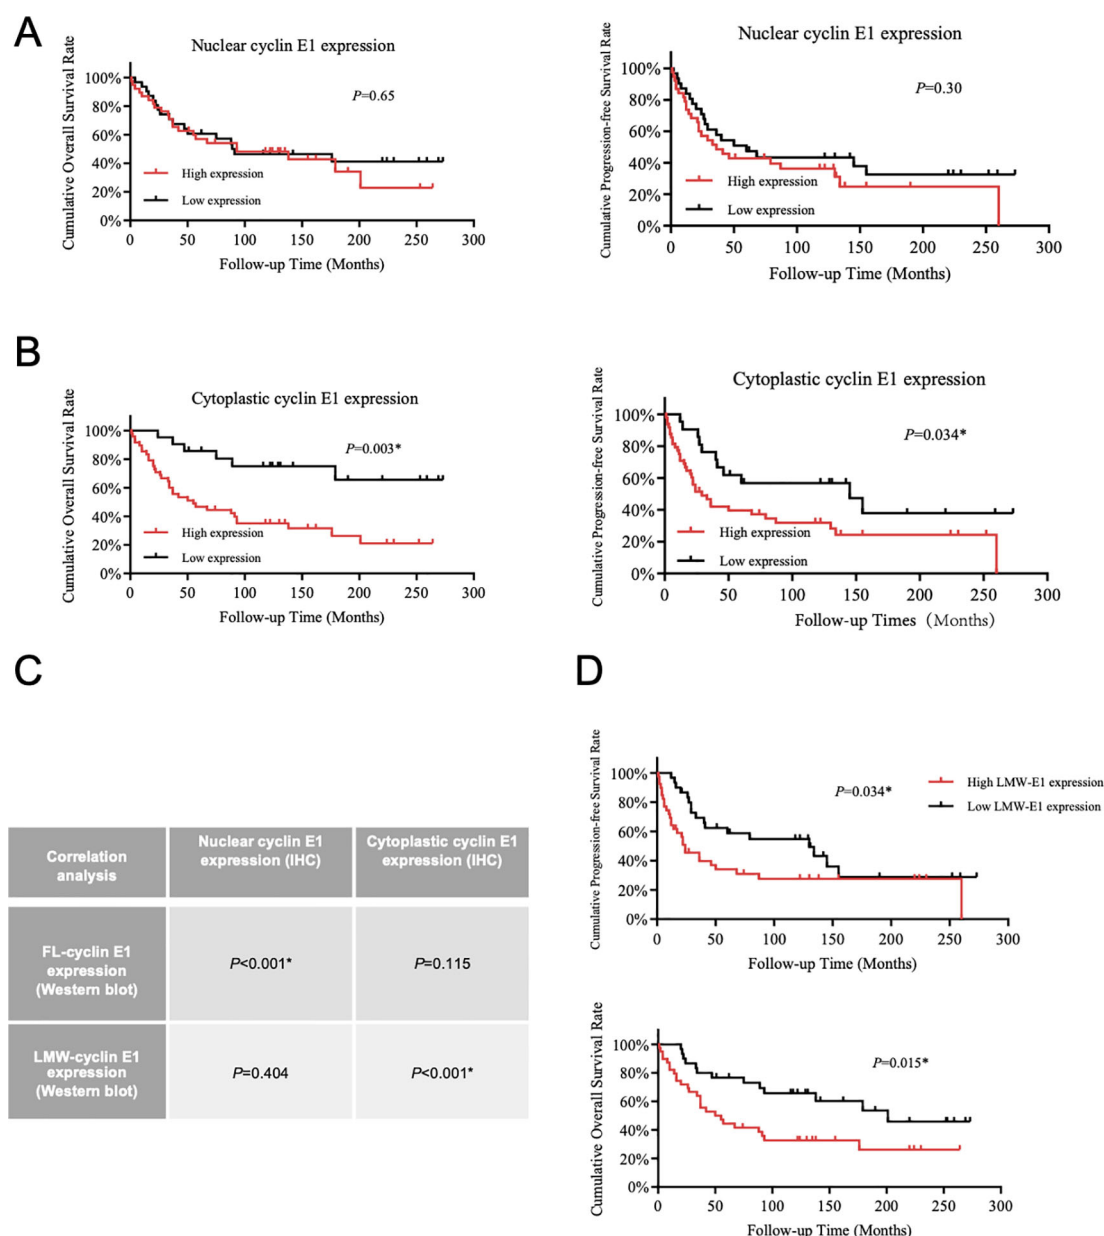 A
Nuclear cyclin E1 expression
Cumulative Overall Survival Rate
100%
80%
60%
40%
20%
0%
P=0.65
High expression
Low expression
0 50 100 150 200 250 300
Follow-up Time (Months)
Nuclear cyclin E1 expression
Cumulative Progression-free Survival Rate
100%
80%
60%
40%
20%
0%
P=0.30
High expression
Low expression
0 50 100 150 200 250 300
Follow-up Time (Months)
B
Cytoplastic cyclin E1 expression
Cumulative Overall Survival Rate
100%
80%
60%
40%
20%
0%
P=0.003*
High expression
Low expression
0 50 100 150 200 250 300
Follow-up Time (Months)
Cytoplastic cyclin E1 expression
Cumulative Progression-free Survival Rate
100%
80%
60%
40%
20%
0%
P=0.034*
High expression
Low expression
0 50 100 150 200 250 300
Follow-up Times（Months）
C
Correlation
analysis
Nuclear cyclin E1
expression (IHC)
Cytoplastic cyclin E1
expression (IHC)
FL-cyclin E1
expression
(Western blot)
P<0.001*
P=0.115
LMW-cyclin E1
expression
(Western blot)
P=0.404
P<0.001*
D
Cumulative Progression-free Survival Rate
100%
80%
60%
40%
20%
0%
P=0.034*
High LMW-E1 expression
Low LMW-E1 expression
0 50 100 150 200 250 300
Follow-up Time (Months)
Cumulative Overall Survival Rate
100%
80%
60%
40%
20%
0%
P=0.015*
0 50 100 150 200 250 300
Follow-up Time (Months)